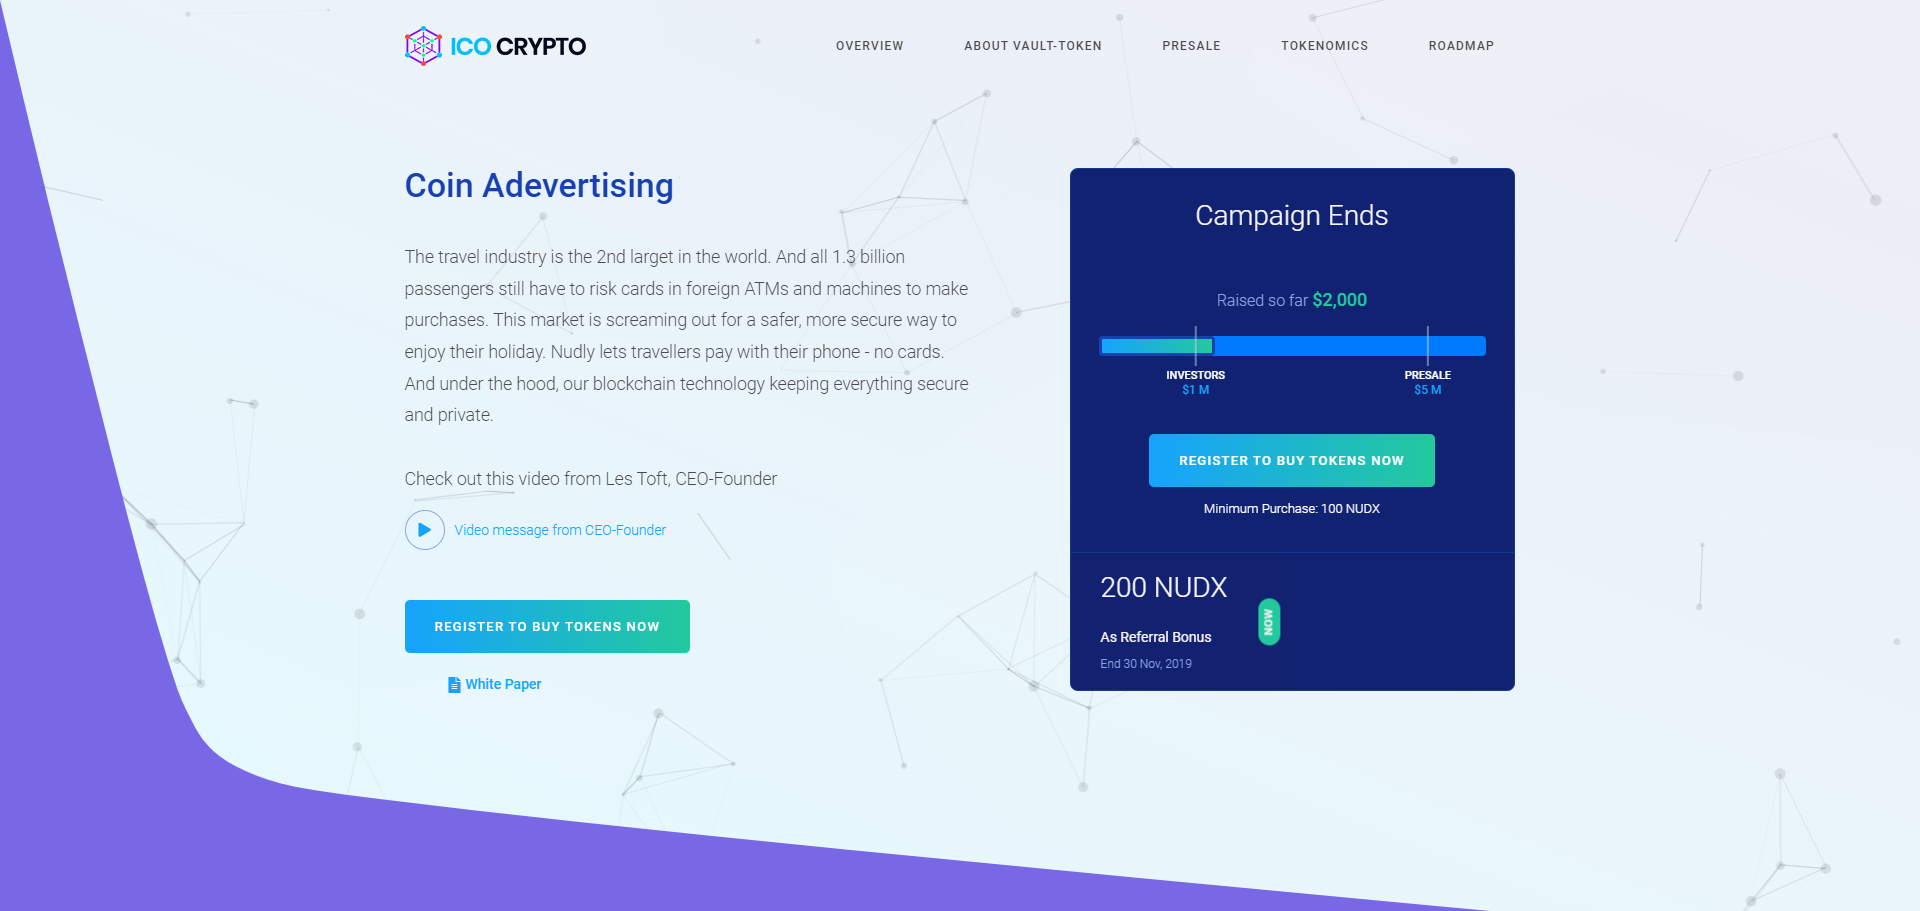 ICO CRYPTO
OVERVIEW
ABOUT VAULT-TOKEN
PRESALE
TOKENOMICS
ROADMAP
Coin Adevertising
The travel industry is the 2nd larget in the world. And all 1.3 billion
passengers still have to risk cards in foreign ATMs and machines to make
purchases. This market is screaming out for a safer, more secure way to
enjoy their holiday. Nudly lets travellers pay with their phone - no cards.
And under the hood, our blockchain technology keeping everything secure
and private.
Check out this video from Les Toft, CEO-Founder
Video message from CEO-Founder
REGISTER TO BUY TOKENS NOW
White Paper
Campaign Ends
Raised so far $2,000
INVESTORS
$1 M
PRESALE
$5 M
REGISTER TO BUY TOKENS NOW
Minimum Purchase: 100 NUDX
200 NUDX
As Referral Bonus
End 30 Nov, 2019
NOW